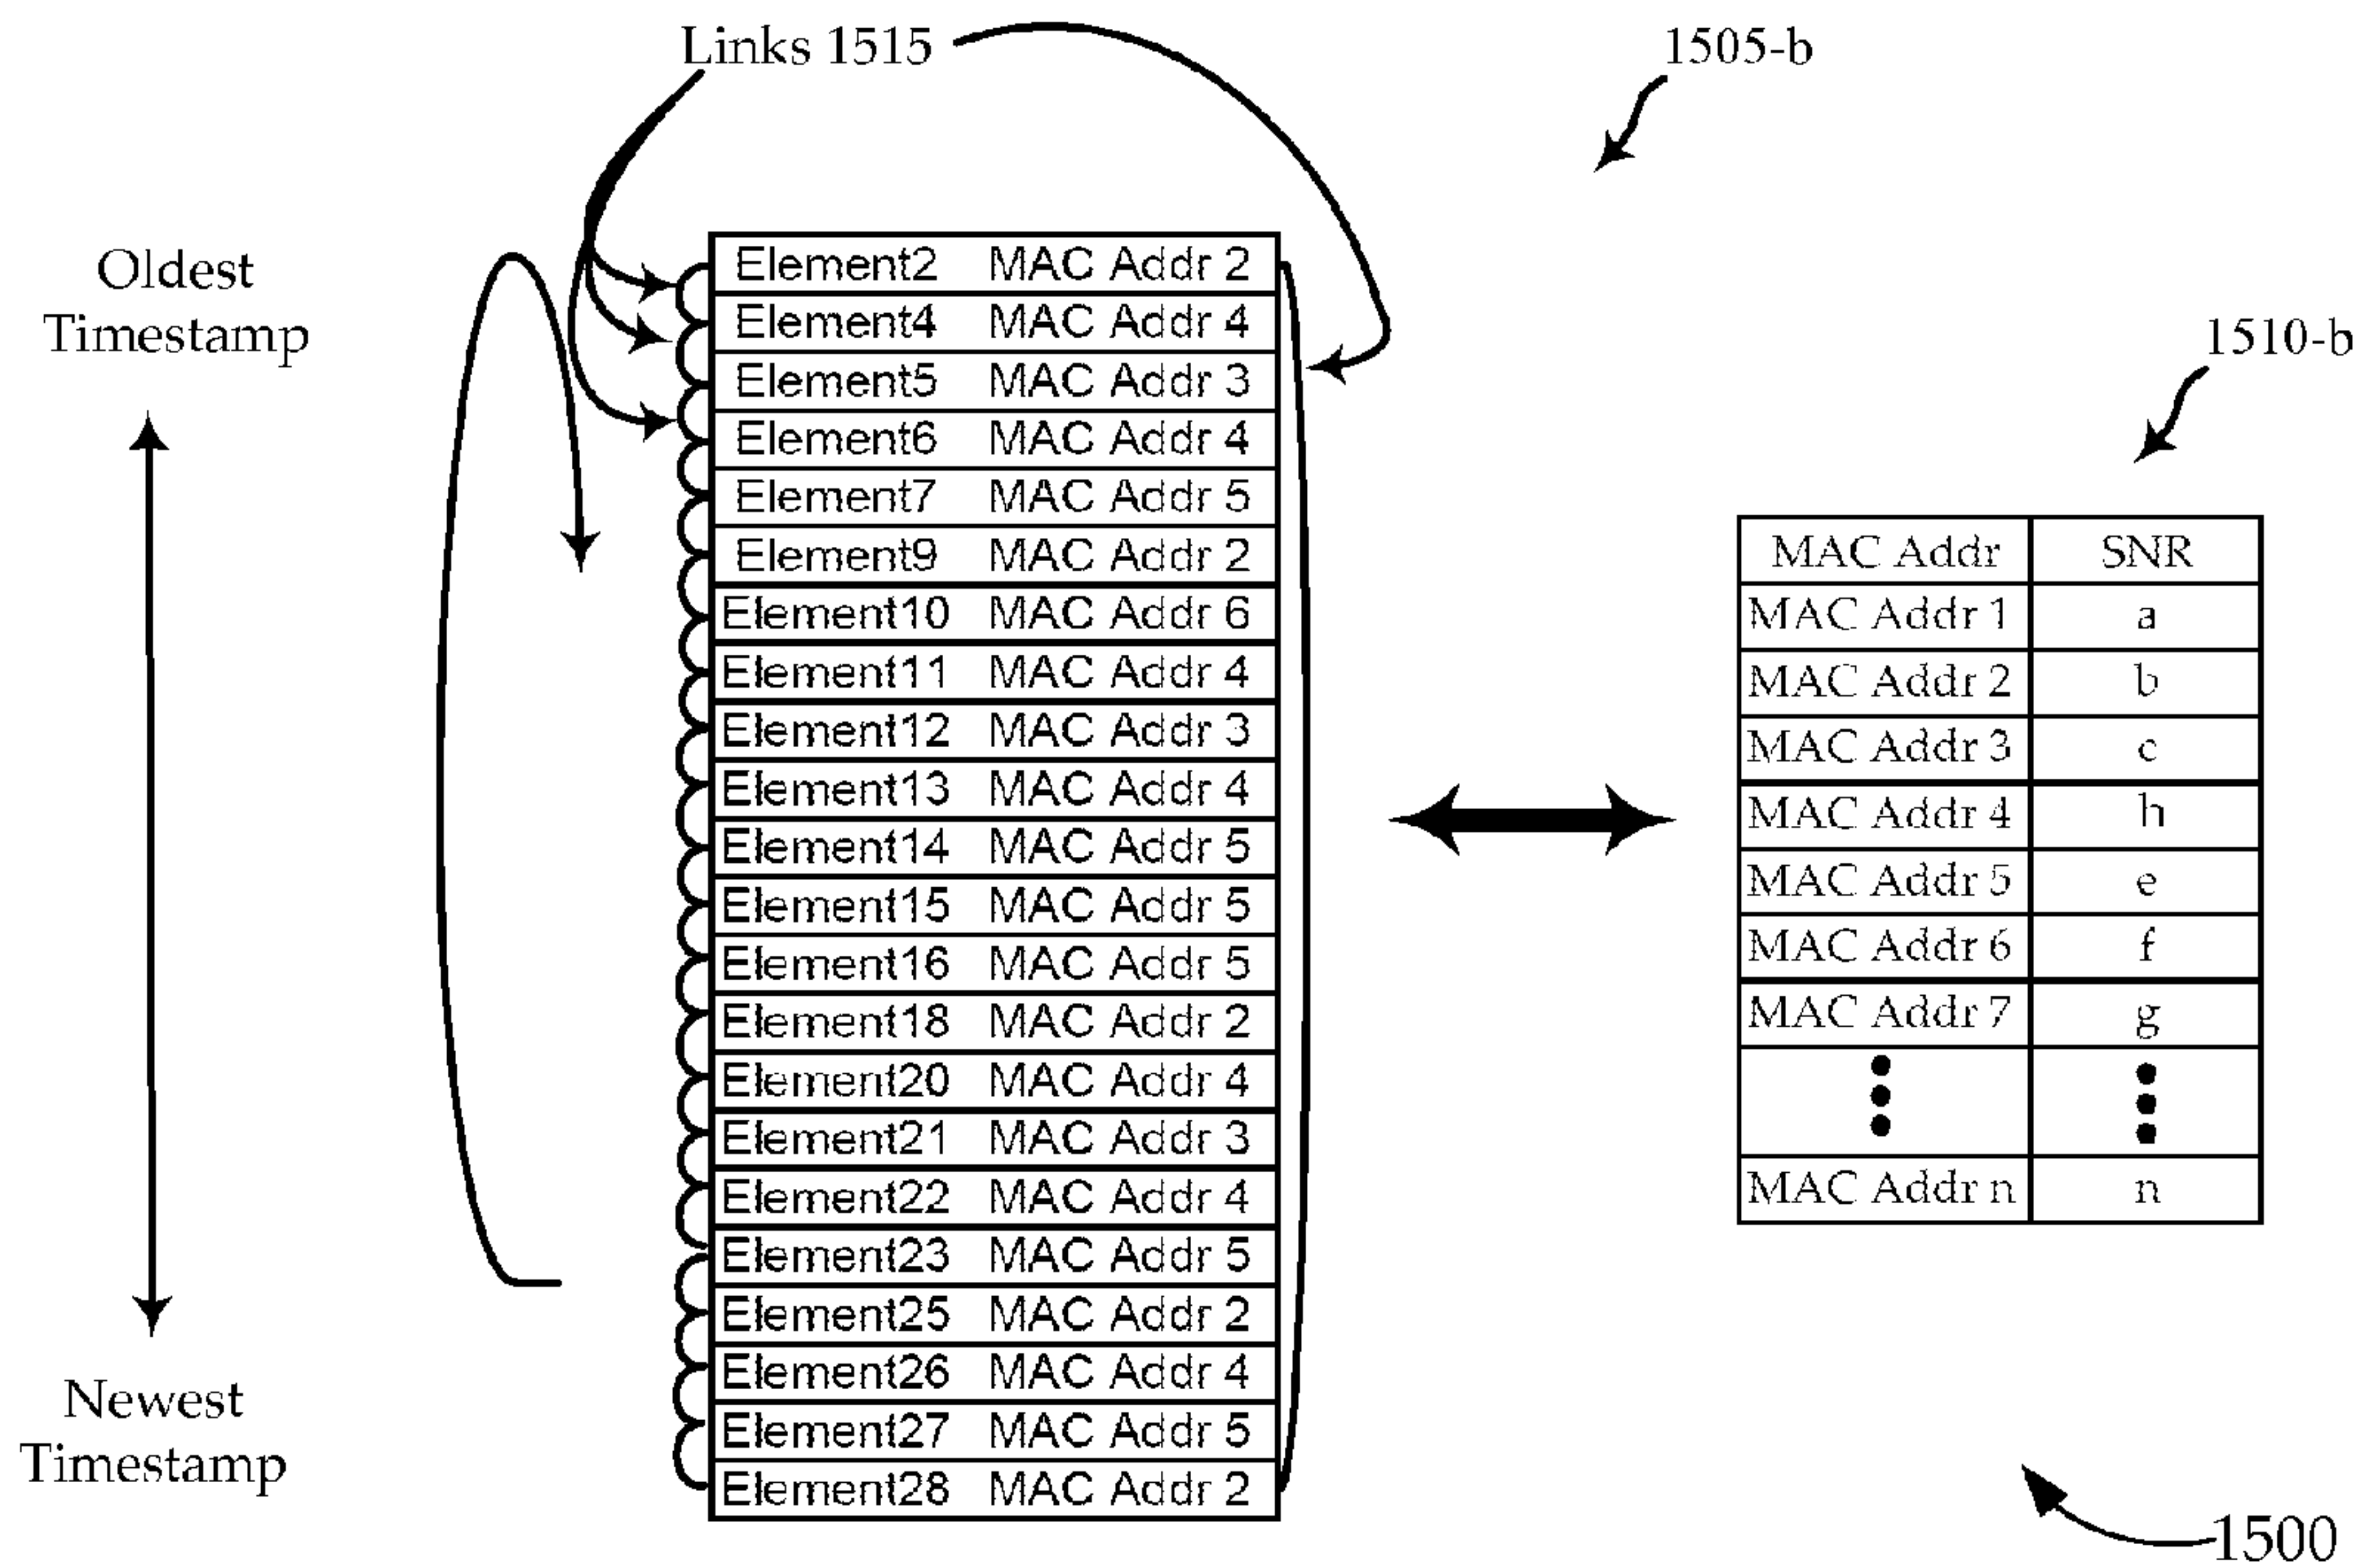 Links 1515
1505-b
Oldest
Timestamp
1510-b
Element2 MAC Addr 2
Element4 MAC Addr 4
Element5 MAC Addr 3
Element6 MAC Addr 4
Element7 MAC Addr 5
Element9 MAC Addr 2
Element10 MAC Addr 6
Element11 MAC Addr 4
Element12 MAC Addr 3
Element13 MAC Addr 4
Element14 MAC Addr 5
Element15 MAC Addr 5
Element16 MAC Addr 5
Element18 MAC Addr 2
Element20 MAC Addr 4
Element21 MAC Addr 3
Element22 MAC Addr 4
Element23 MAC Addr 5
Element25 MAC Addr 2
Element26 MAC Addr 4
Element27 MAC Addr 5
Element28 MAC Addr 2
MAC Addr SNR
MAC Addr 1 a
MAC Addr 2 b
MAC Addr 3 c
MAC Addr 4 h
MAC Addr 5 e
MAC Addr 6 f
MAC Addr 7 g
MAC Addr n n
Newest
Timestamp
1500